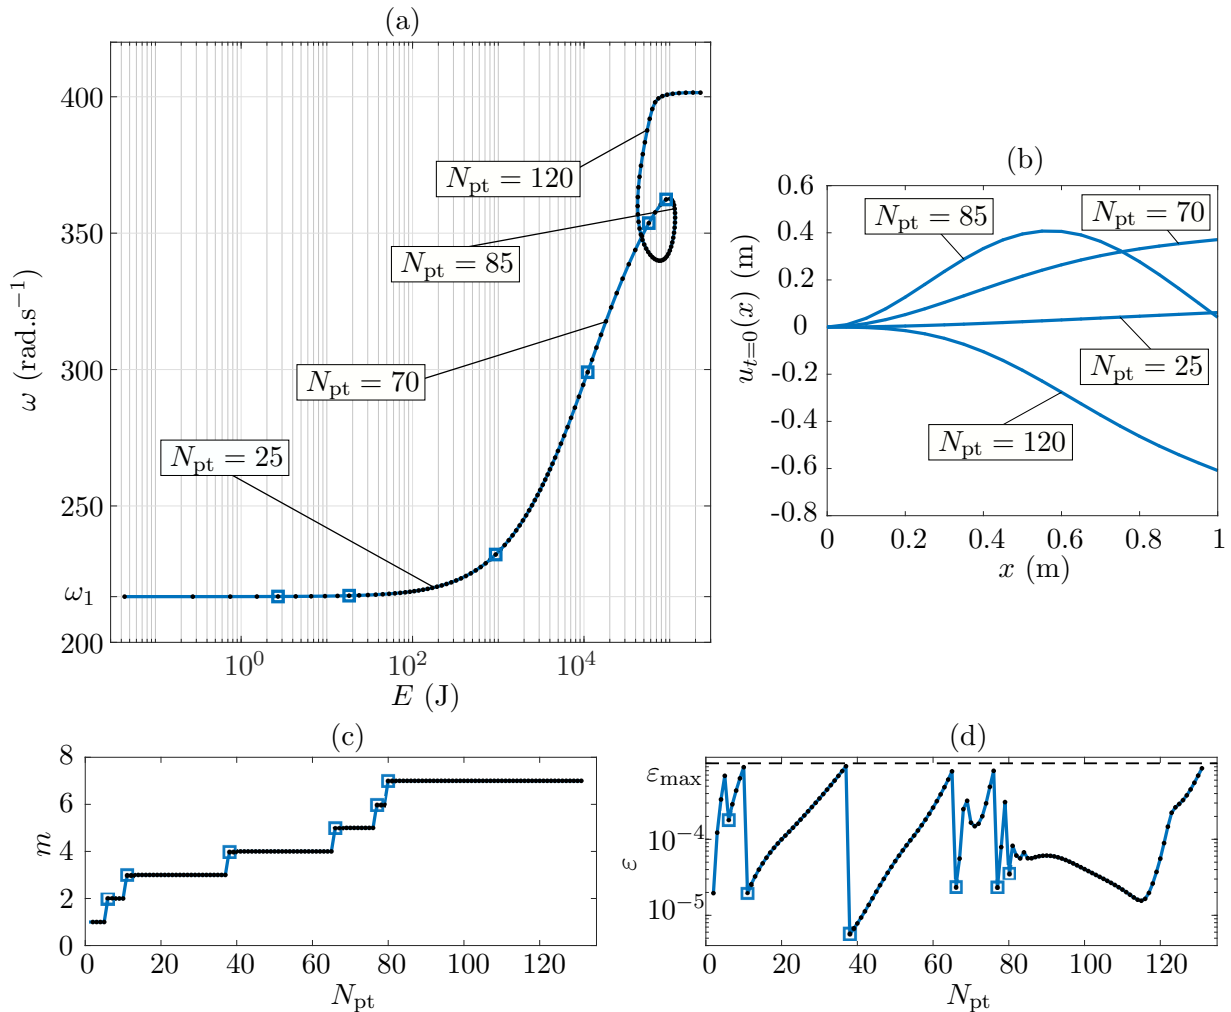 (a)
400
350
300
250
ω₁
200
ω (rad.s⁻¹)
N_pt = 120
N_pt = 85
N_pt = 70
N_pt = 25
10⁰
10²
10⁴
E (J)
(b)
0.6
0.4
0.2
0
-0.2
-0.4
-0.6
-0.8
u_{t=0}(x) (m)
N_pt = 85
N_pt = 70
N_pt = 25
N_pt = 120
0
0.2
0.4
0.6
0.8
1
x (m)
(c)
8
6
4
2
0
m
0
20
40
60
80
100
120
N_pt
(d)
ε_max
10⁻⁴
10⁻⁵
ε
0
20
40
60
80
100
120
N_pt